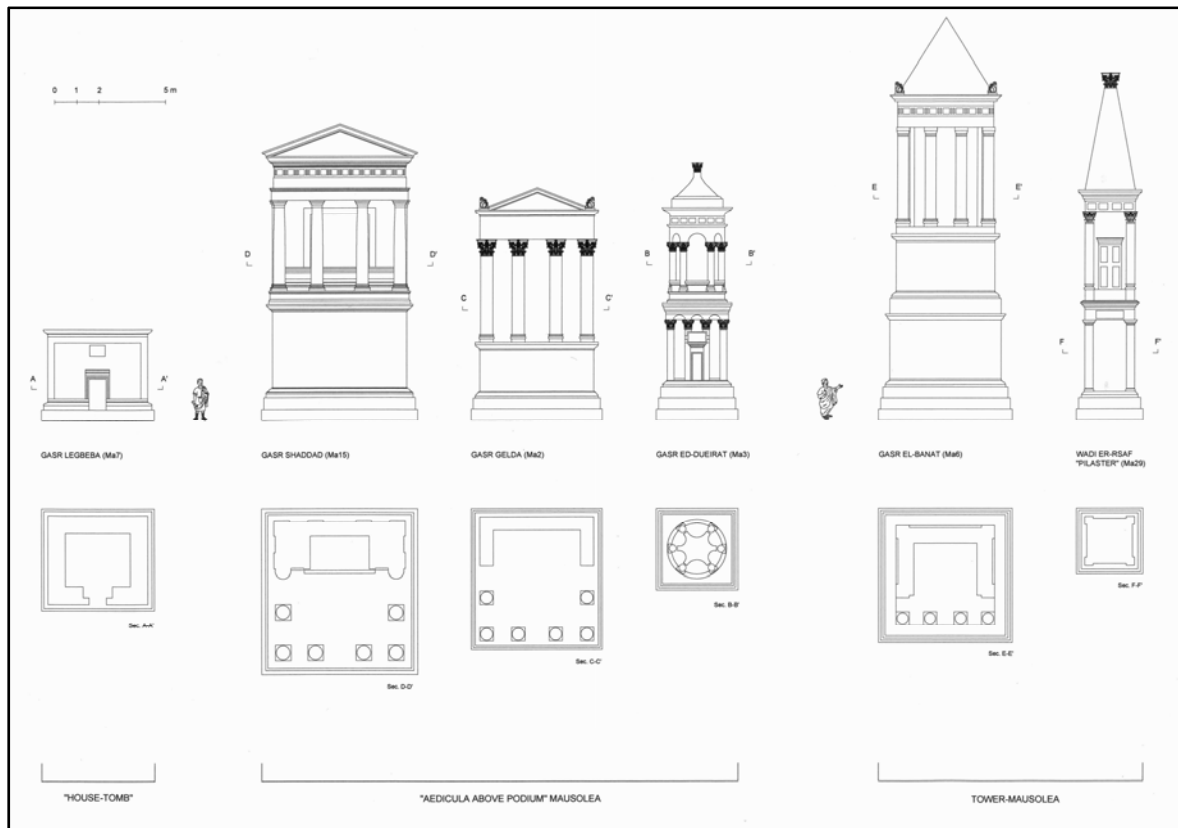 0 1 2 5 m
D D'
E E'
B B'
C C'
A A'
F F'
GASR LEGBEBA (Ma7)
GASR SHADDAD (Ma15)
GASR GELDA (Ma2)
GASR ED-DUEIRAT (Ma3)
GASR EL-BANAT (Ma6)
WADI ER-RSAF
"PILASTER" (Ma29)
Sec. A-A'
Sec. D-D'
Sec. C-C'
Sec. B-B'
Sec. E-E'
Sec. F-F'
"HOUSE-TOMB"
"AEDICULA ABOVE PODIUM" MAUSOLEA
TOWER-MAUSOLEA